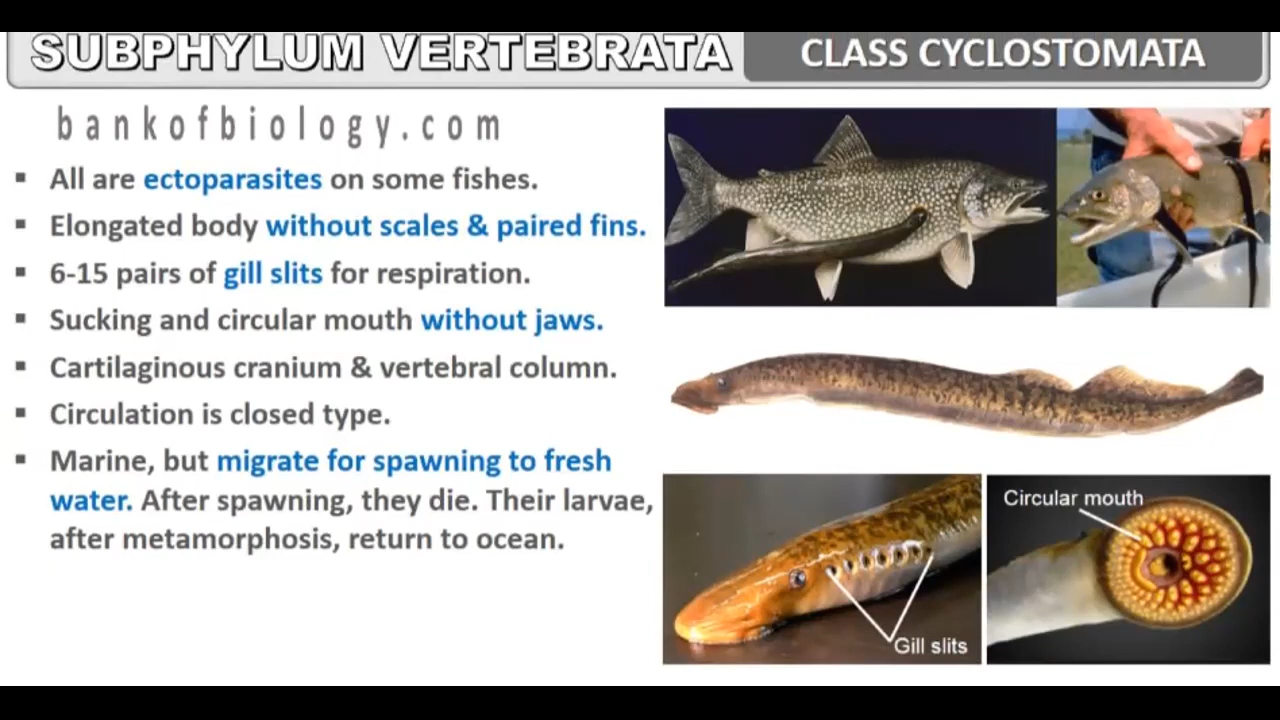 SUBPHYLUM VERTEBRATA
CLASS CYCLOSTOMATA
bankofbiology.com
▪ All are ectoparasites on some fishes.
▪ Elongated body without scales & paired fins.
▪ 6-15 pairs of gill slits for respiration.
▪ Sucking and circular mouth without jaws.
▪ Cartilaginous cranium & vertebral column.
▪ Circulation is closed type.
▪ Marine, but migrate for spawning to fresh
water. After spawning, they die. Their larvae,
after metamorphosis, return to ocean.
Circular mouth
Gill slits